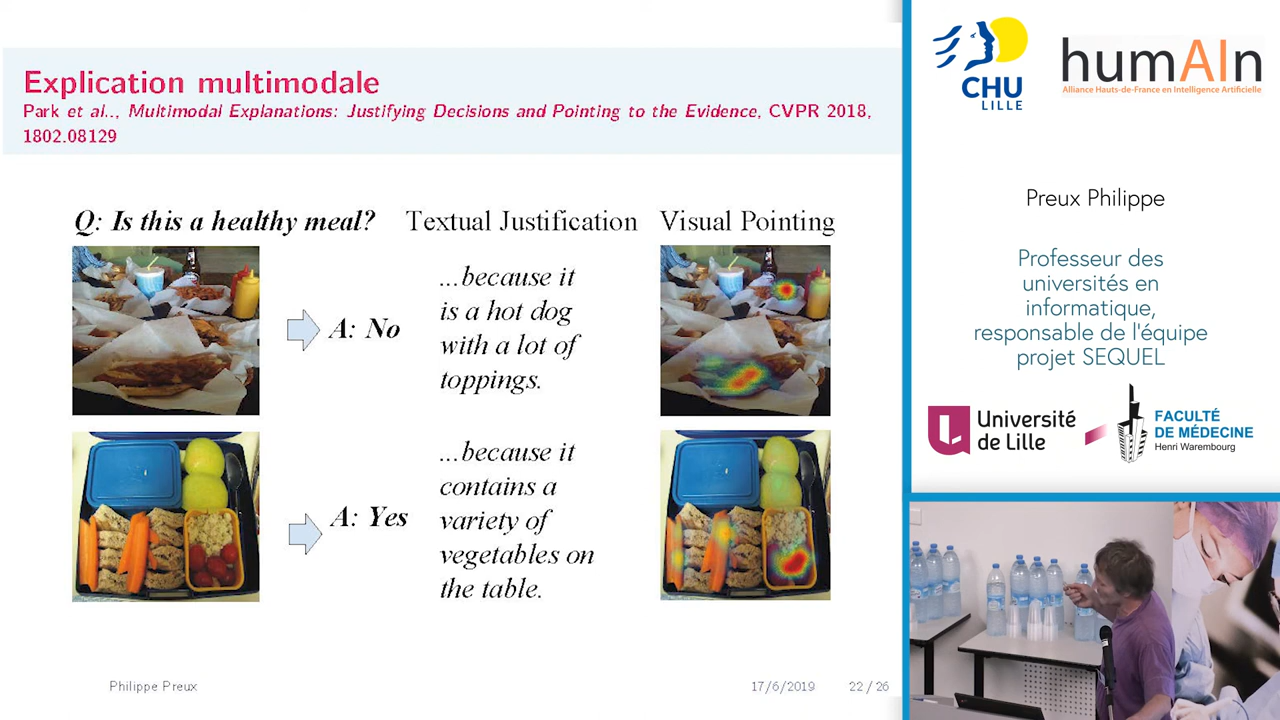 Explication multimodale
Park et al.., Multimodal Explanations: Justifying Decisions and Pointing to the Evidence, CVPR 2018,
1802.08129
Q: Is this a healthy meal?
Textual Justification
Visual Pointing
A: No
...because it
is a hot dog
with a lot of
toppings.
A: Yes
...because it
contains a
variety of
vegetables on
the table.
Philippe Preux
17/6/2019
22 / 26
CHU
LILLE
humAIn
Alliance Hauts-de-France en Intelligence Artificielle
Preux Philippe
Professeur des
universités en
informatique,
responsable de l'équipe
projet SEQUEL
Université
de Lille
FACULTÉ
DE MÉDECINE
Henri Warembourg